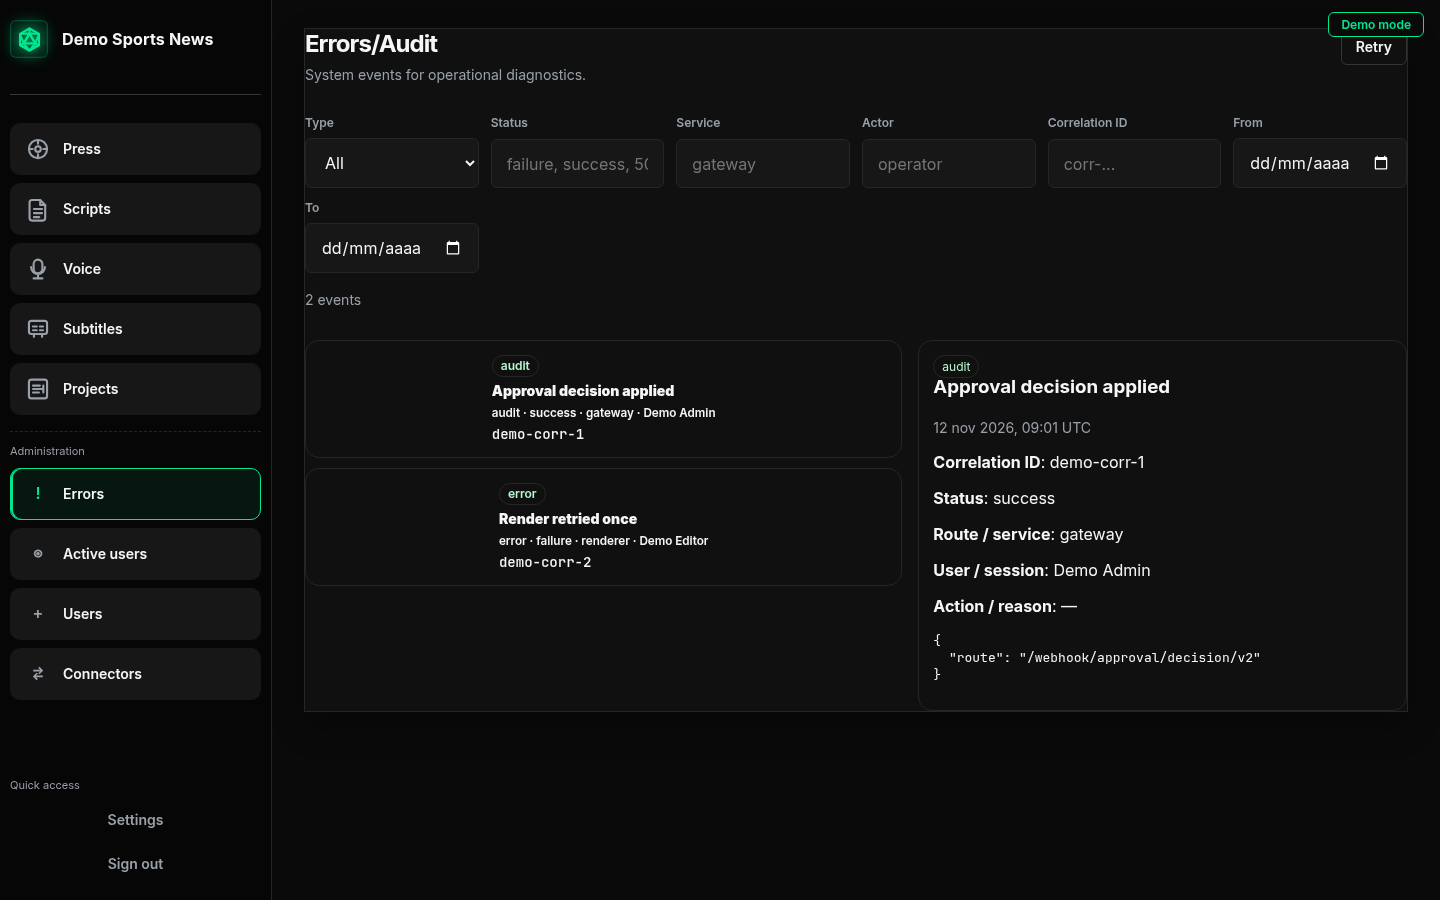 Demo Sports News
Demo mode
Errors/Audit
Retry
System events for operational diagnostics.
Press
Scripts
Voice
Subtitles
Projects
Administration
! Errors
Active users
+ Users
Connectors
Quick access
Settings
Sign out
Type
Status
Service
Actor
Correlation ID
From
All
failure, success, 50
gateway
operator
corr-...
dd/mm/aaaa
To
dd/mm/aaaa
2 events
audit
Approval decision applied
audit · success · gateway · Demo Admin
demo-corr-1
error
Render retried once
error · failure · renderer · Demo Editor
demo-corr-2
audit
Approval decision applied
12 nov 2026, 09:01 UTC
Correlation ID: demo-corr-1
Status: success
Route / service: gateway
User / session: Demo Admin
Action / reason: —
{
"route": "/webhook/approval/decision/v2"
}